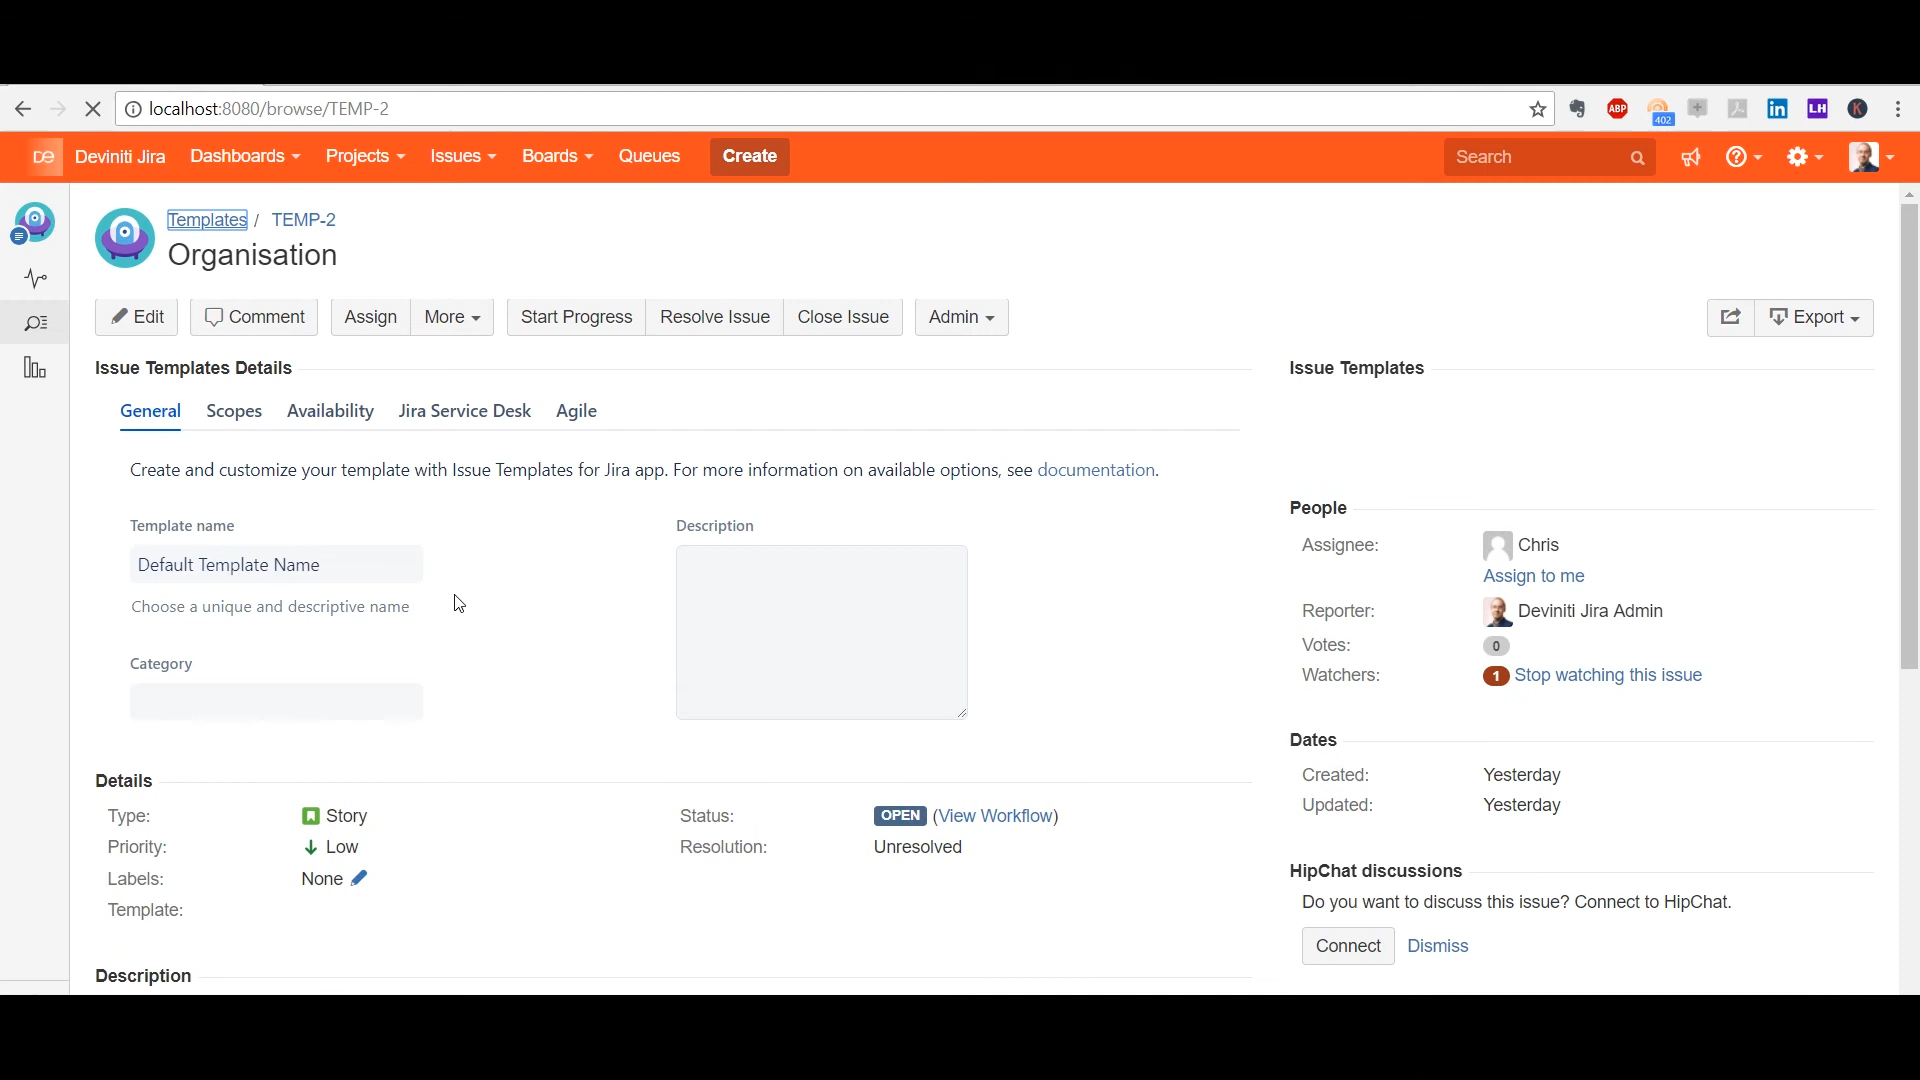 localhost:8080/browse/TEMP-2
ABP
402
LH
K
Deviniti Jira Dashboards Projects Issues Boards Queues Create Search
Templates / TEMP-2
Organisation
Edit Comment Assign More Start Progress Resolve Issue Close Issue Admin Export
Issue Templates Details
General Scopes Availability Jira Service Desk Agile
Create and customize your template with Issue Templates for Jira app. For more information on available options, see documentation.
Template name
Default Template Name
Choose a unique and descriptive name
Category
Description
Details
Type: Story
Priority: Low
Labels: None
Template:
Status: OPEN (View Workflow)
Resolution: Unresolved
Description
Issue Templates
People
Assignee: Chris
Assign to me
Reporter: Deviniti Jira Admin
Votes: 0
Watchers: 1 Stop watching this issue
Dates
Created: Yesterday
Updated: Yesterday
HipChat discussions
Do you want to discuss this issue? Connect to HipChat.
Connect Dismiss